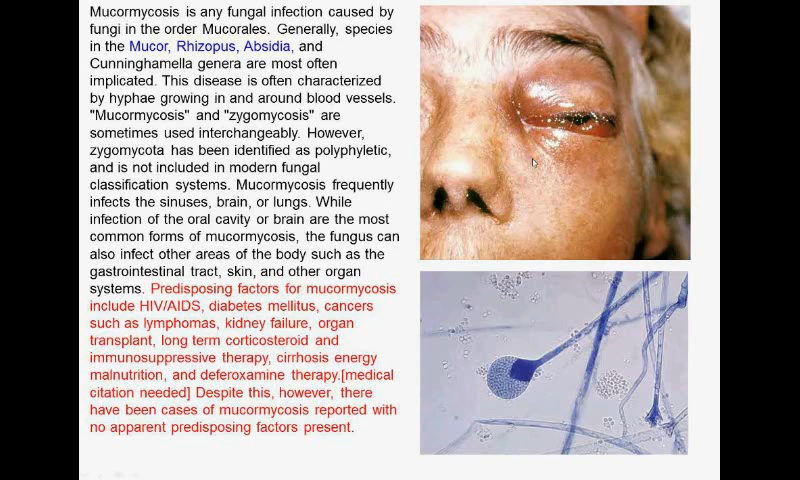 Mucormycosis is any fungal infection caused by
fungi in the order Mucorales. Generally, species
in the Mucor, Rhizopus, Absidia, and
Cunninghamella genera are most often
implicated. This disease is often characterized
by hyphae growing in and around blood vessels.
"Mucormycosis" and "zygomycosis" are
sometimes used interchangeably. However,
zygomycota has been identified as polyphyletic,
and is not included in modern fungal
classification systems. Mucormycosis frequently
infects the sinuses, brain, or lungs. While
infection of the oral cavity or brain are the most
common forms of mucormycosis, the fungus can
also infect other areas of the body such as the
gastrointestinal tract, skin, and other organ
systems. Predisposing factors for mucormycosis
include HIV/AIDS, diabetes mellitus, cancers
such as lymphomas, kidney failure, organ
transplant, long term corticosteroid and
immunosuppressive therapy, cirrhosis energy
malnutrition, and deferoxamine therapy.[medical
citation needed] Despite this, however, there
have been cases of mucormycosis reported with
no apparent predisposing factors present.